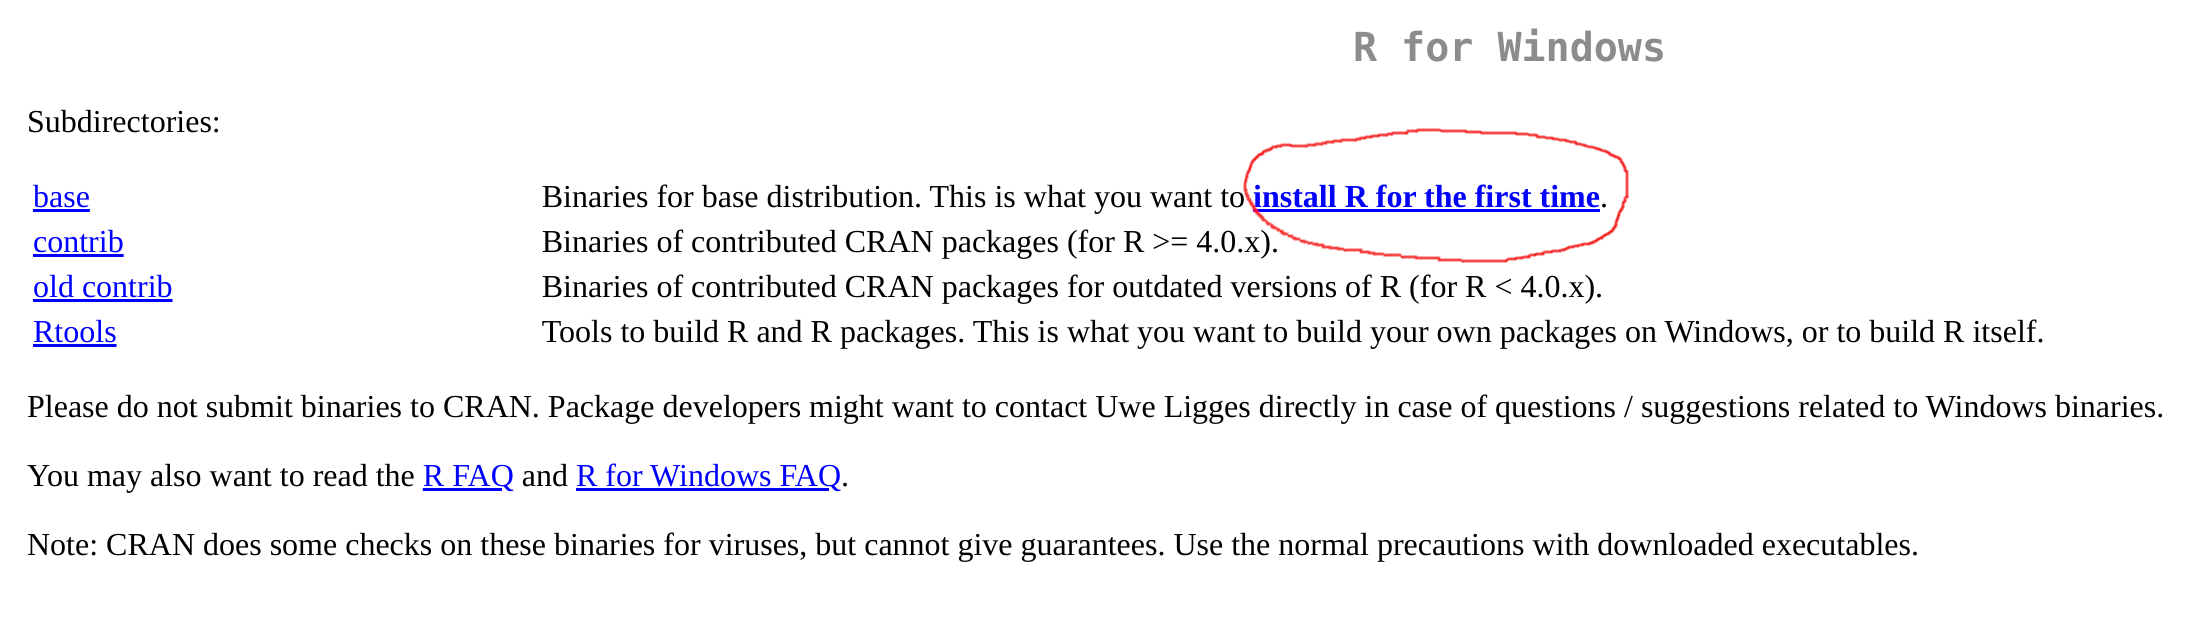 R for Windows
Subdirectories:
base Binaries for base distribution. This is what you want to install R for the first time.
contrib Binaries of contributed CRAN packages (for R >= 4.0.x).
old contrib Binaries of contributed CRAN packages for outdated versions of R (for R < 4.0.x).
Rtools Tools to build R and R packages. This is what you want to build your own packages on Windows, or to build R itself.
Please do not submit binaries to CRAN. Package developers might want to contact Uwe Ligges directly in case of questions / suggestions related to Windows binaries.
You may also want to read the R FAQ and R for Windows FAQ.
Note: CRAN does some checks on these binaries for viruses, but cannot give guarantees. Use the normal precautions with downloaded executables.